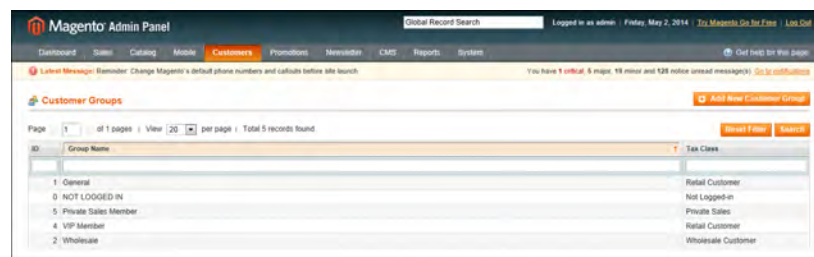 Magento Admin Panel
Global Record Search
Logged in as admin | Friday, May 2, 2014 | Try Magento Go for Free | Log Out
Dashboard Sales Catalog Mobile Customers Promotions Newsletter CMS Reports System
Get help for this page
Latest Message: Reminder: Change Magento's default phone numbers and callouts before site launch
You have 1 critical, 5 major, 15 minor and 125 notice unread message(s). Go to notifications
Customer Groups
Add New Customer Group
Page 1 of 1 pages | View 20 per page | Total 5 records found
Reset Filter Search
ID Group Name ↑ Tax Class
1 General Retail Customer
0 NOT LOGGED IN Not Logged-in
5 Private Sales Member Private Sales
4 VIP Member Retail Customer
2 Wholesale Wholesale Customer